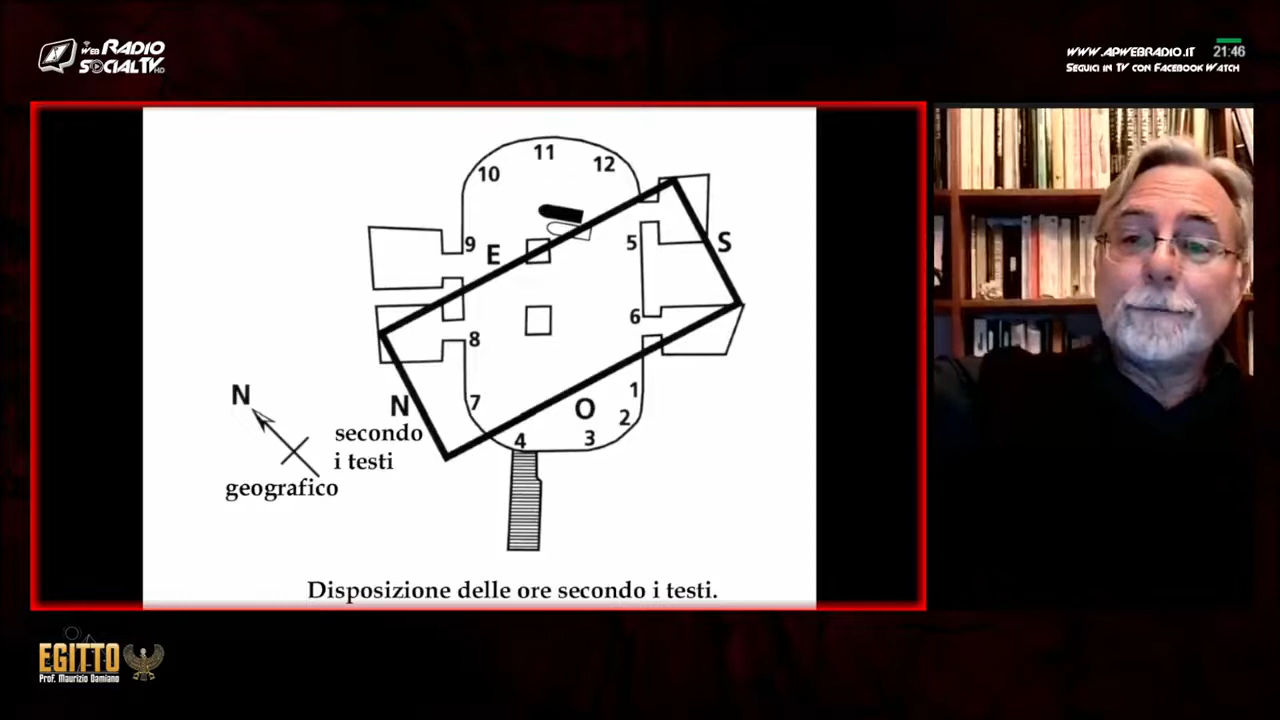 WEB RADIO
SOCIALTV HD
WWW.APWEBRADIO.IT
21:46
SEGUICI IN TV CON FACEBOOK WATCH
11
12
10
9
E
5
S
6
8
N
1
7
N
O
2
secondo
4
3
i testi
geografico
Disposizione delle ore secondo i testi.
EGITTO
Prof. Maurizio Damiano